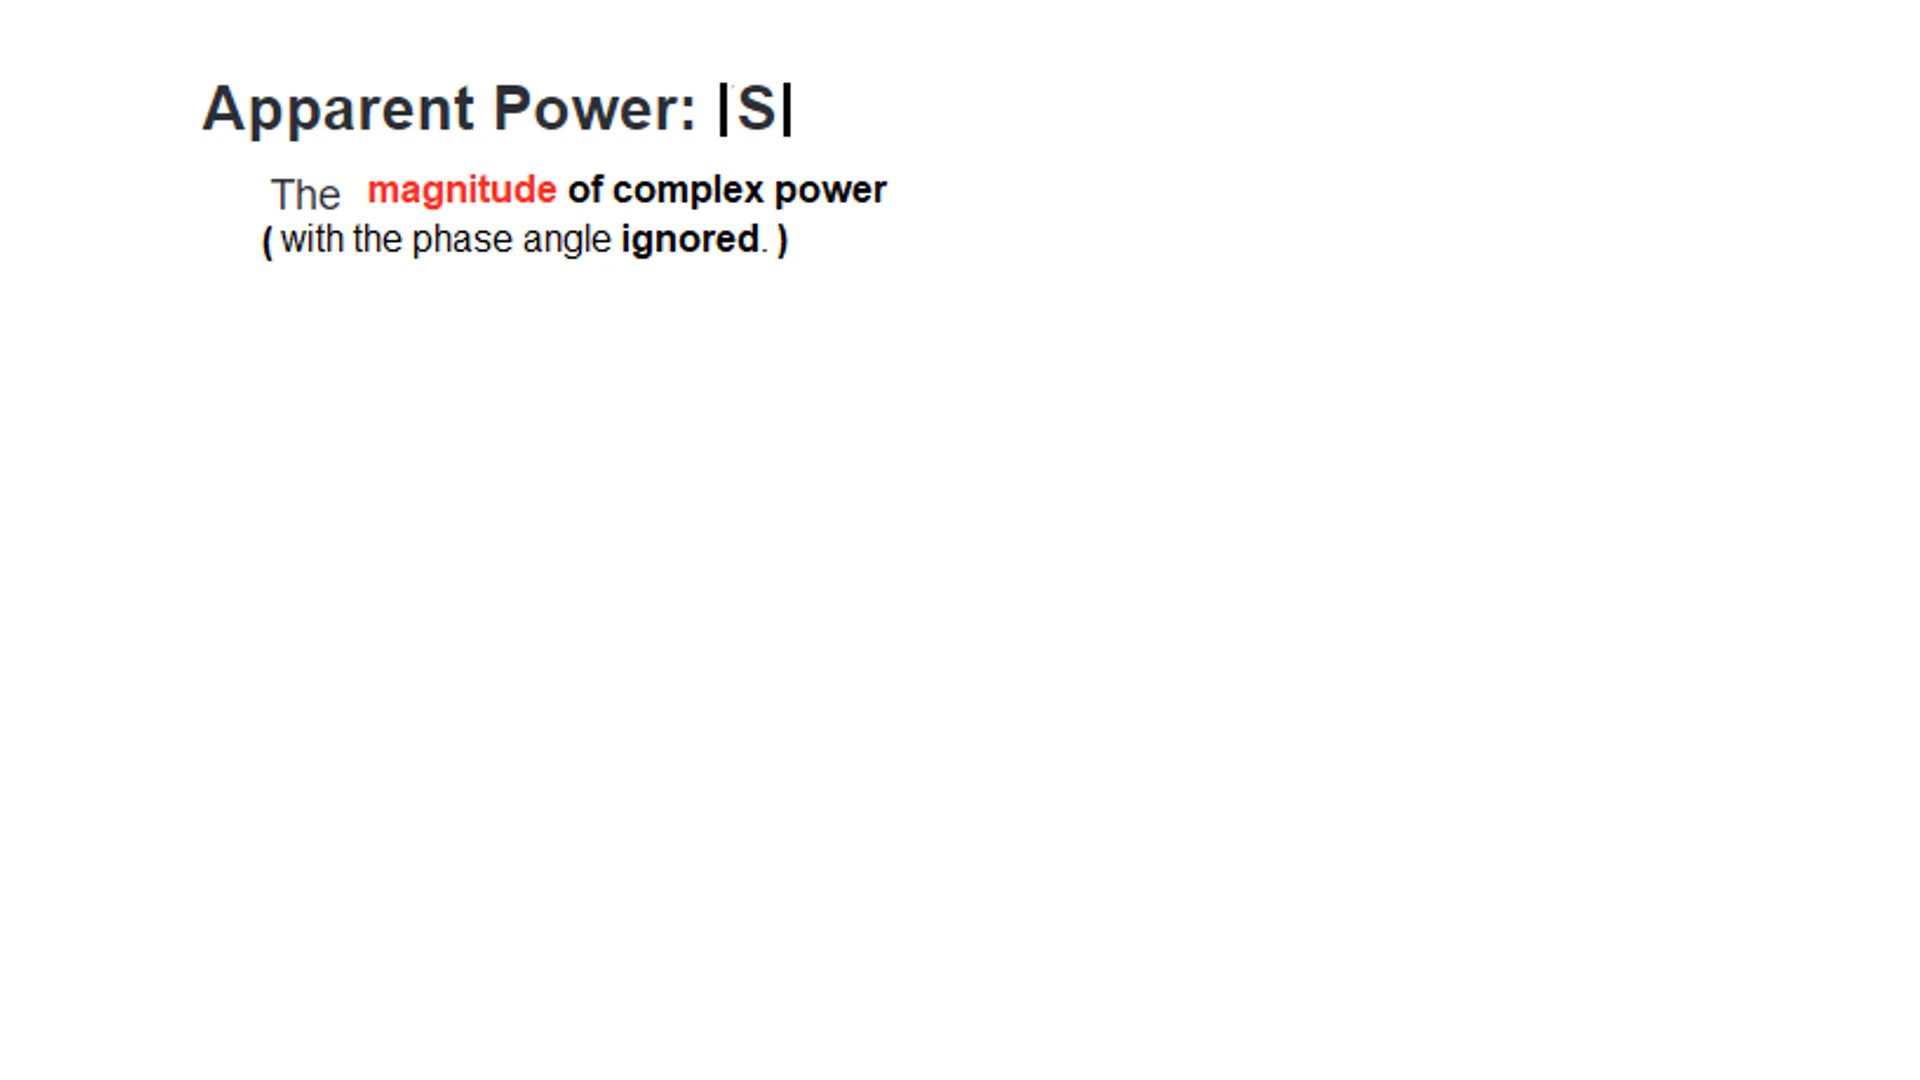 Apparent Power: |S|
The magnitude of complex power
( with the phase angle ignored. )